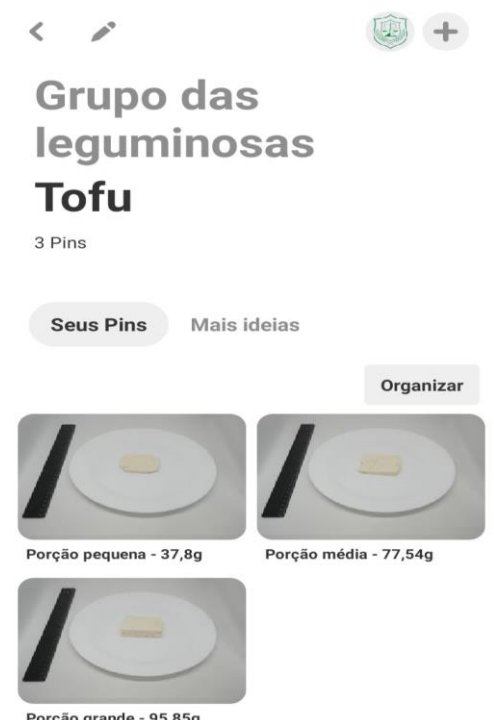 Grupo das
leguminosas
Tofu
3 Pins
Seus Pins
Mais ideias
Organizar
Porção pequena - 37,8g
Porção média - 77,54g
Porção grande - 95,85g